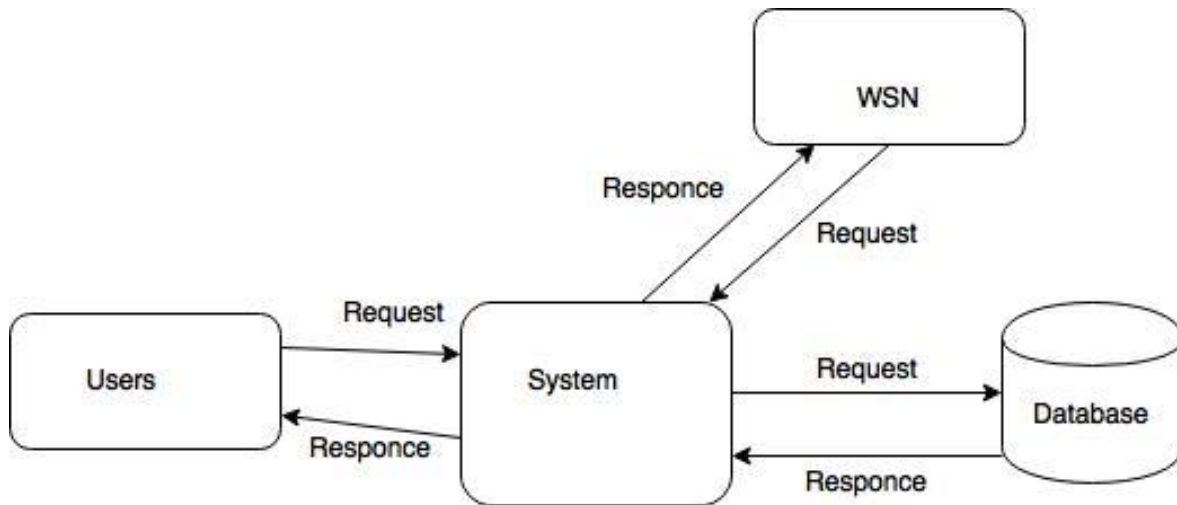 WSN
Responce
Request
Request
Users
System
Request
Database
Responce
Responce